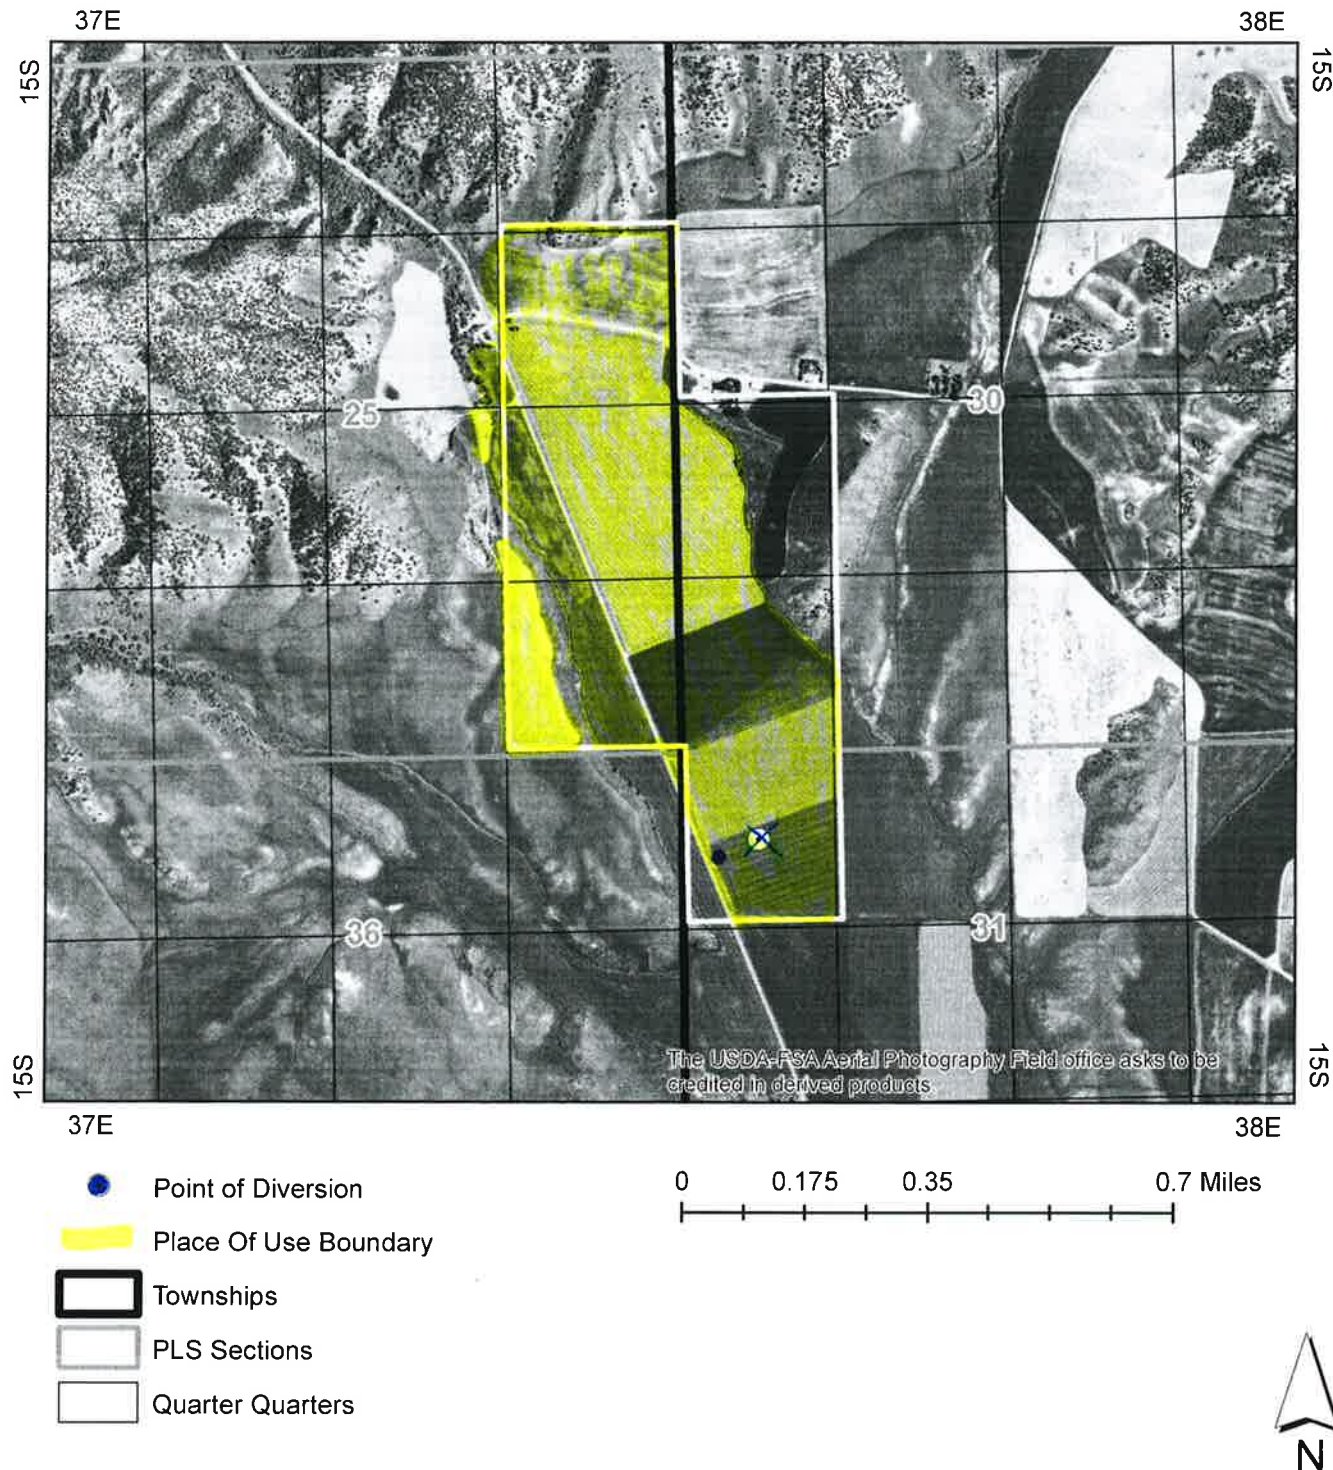 37E
38E
15S
15S
25
30
36
31
The USDA-FSA Aerial Photography Field office asks to be
credited in derived products.
15S
15S
37E
38E
Point of Diversion
Place Of Use Boundary
Townships
PLS Sections
Quarter Quarters
0 0.175 0.35 0.7 Miles
N